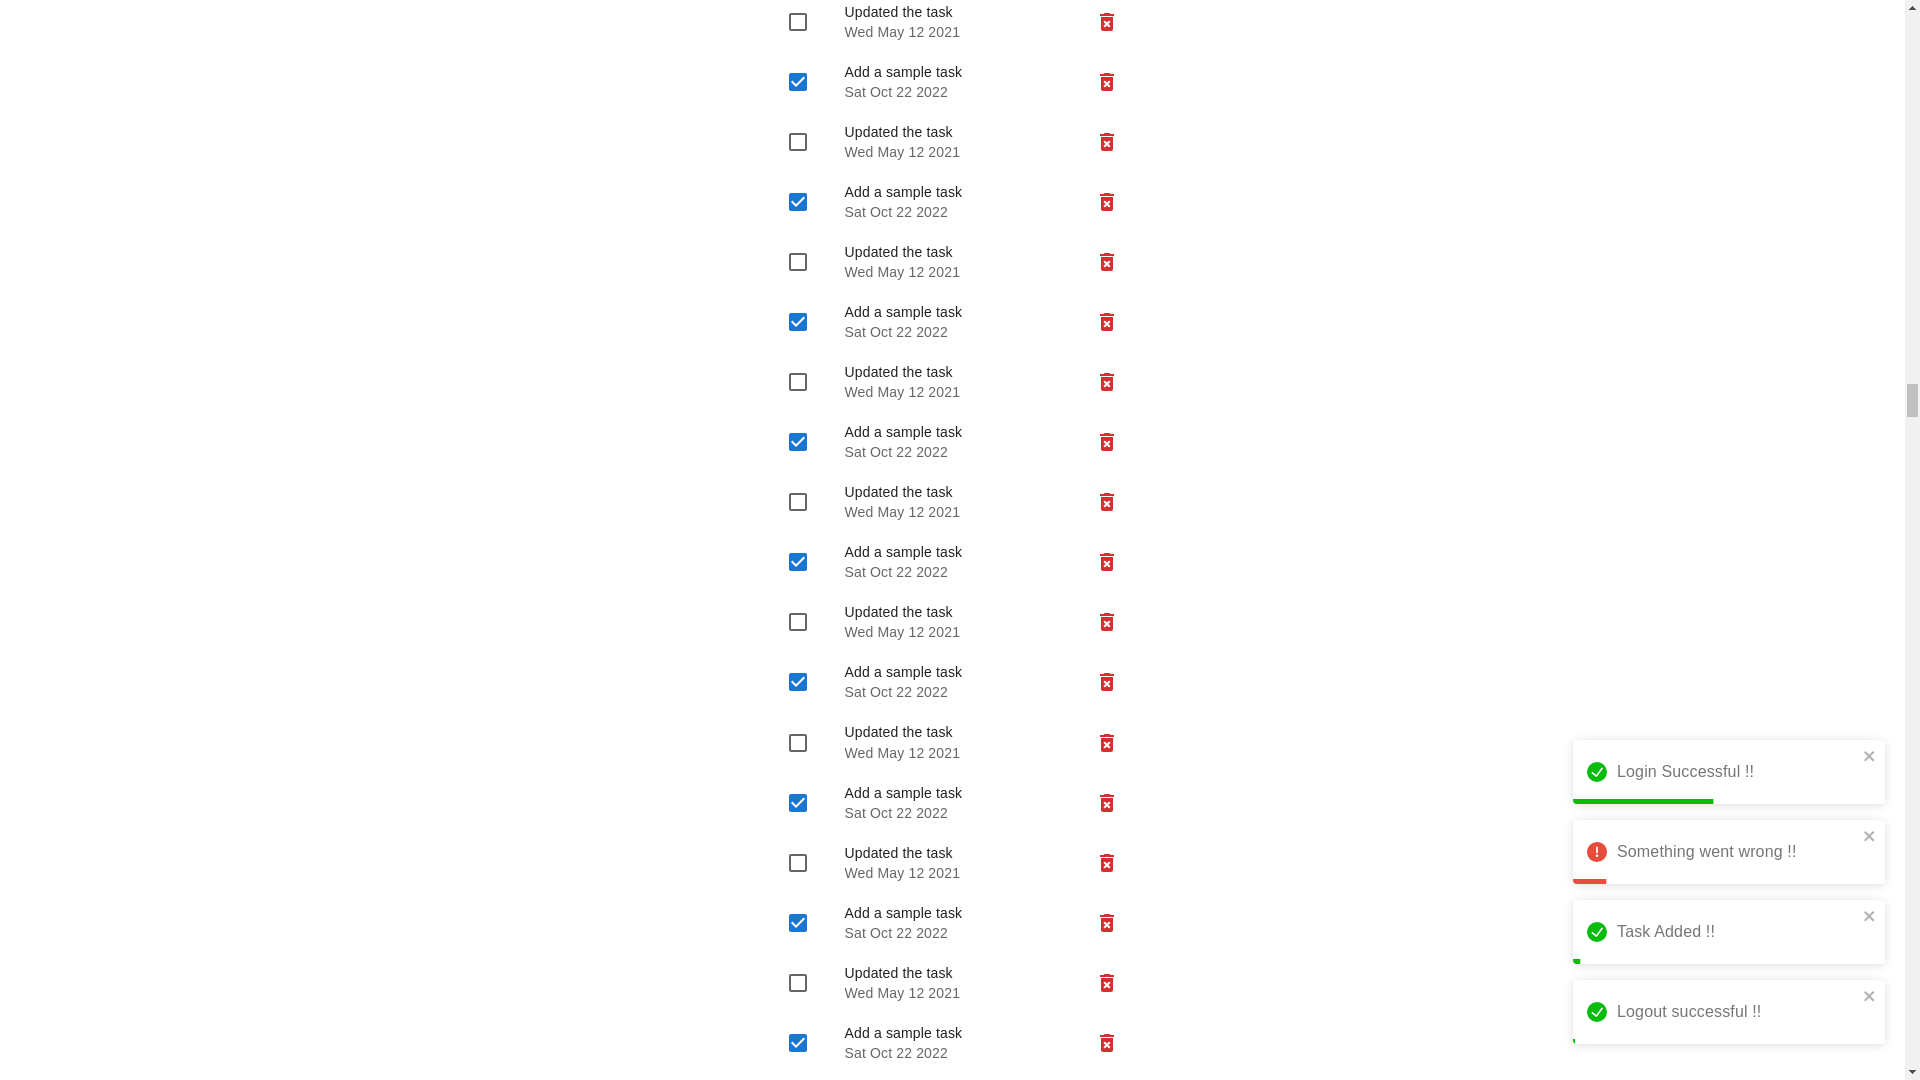 Updated the task
Wed May 12 2021
Add a sample task
Sat Oct 22 2022
Updated the task
Wed May 12 2021
Add a sample task
Sat Oct 22 2022
Updated the task
Wed May 12 2021
Add a sample task
Sat Oct 22 2022
Updated the task
Wed May 12 2021
Add a sample task
Sat Oct 22 2022
Updated the task
Wed May 12 2021
Add a sample task
Sat Oct 22 2022
Updated the task
Wed May 12 2021
Add a sample task
Sat Oct 22 2022
Updated the task
Wed May 12 2021
Add a sample task
Sat Oct 22 2022
Updated the task
Wed May 12 2021
Add a sample task
Sat Oct 22 2022
Updated the task
Wed May 12 2021
Add a sample task
Sat Oct 22 2022
Login Successful !!
Something went wrong !!
Task Added !!
Logout successful !!